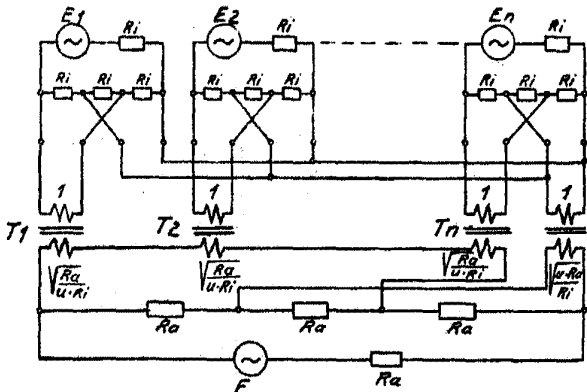 E1 Ri E2 Ri En Ri
Ri Ri Ri Ri Ri Ri Ri Ri Ri
1 1 1 1
T1 T2 Tn
√Ra/u·Ri √Ra/u·Ri √Ra/u·Ri √u·Ra/Ri
Ra Ra Ra
E Ra